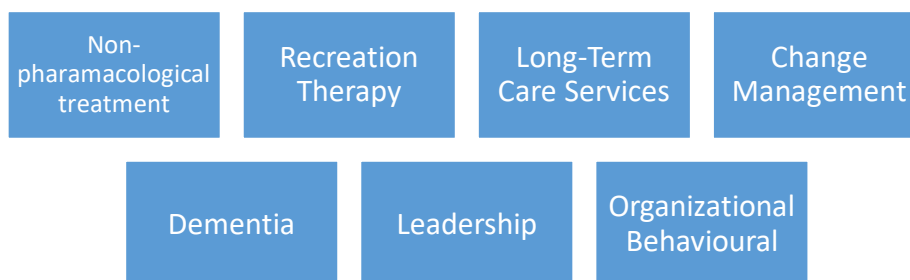 Non-
pharamacological
treatment
Recreation
Therapy
Long-Term
Care Services
Change
Management
Dementia
Leadership
Organizational
Behavioural